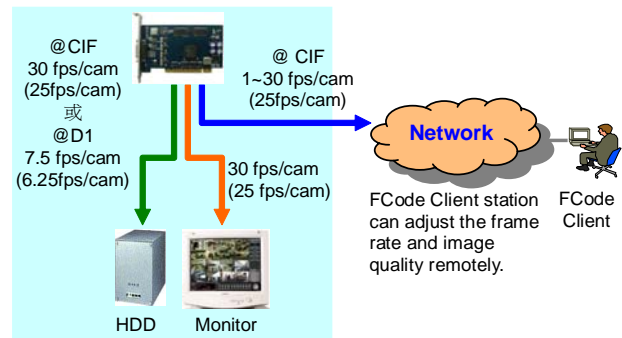 @CIF
30 fps/cam
(25fps/cam)
或
@D1
7.5 fps/cam
(6.25fps/cam)
@ CIF
1~30 fps/cam
(25fps/cam)
30 fps/cam
(25 fps/cam)
Network
FCode Client station
can adjust the frame
rate and image
quality remotely.
FCode
Client
HDD
Monitor